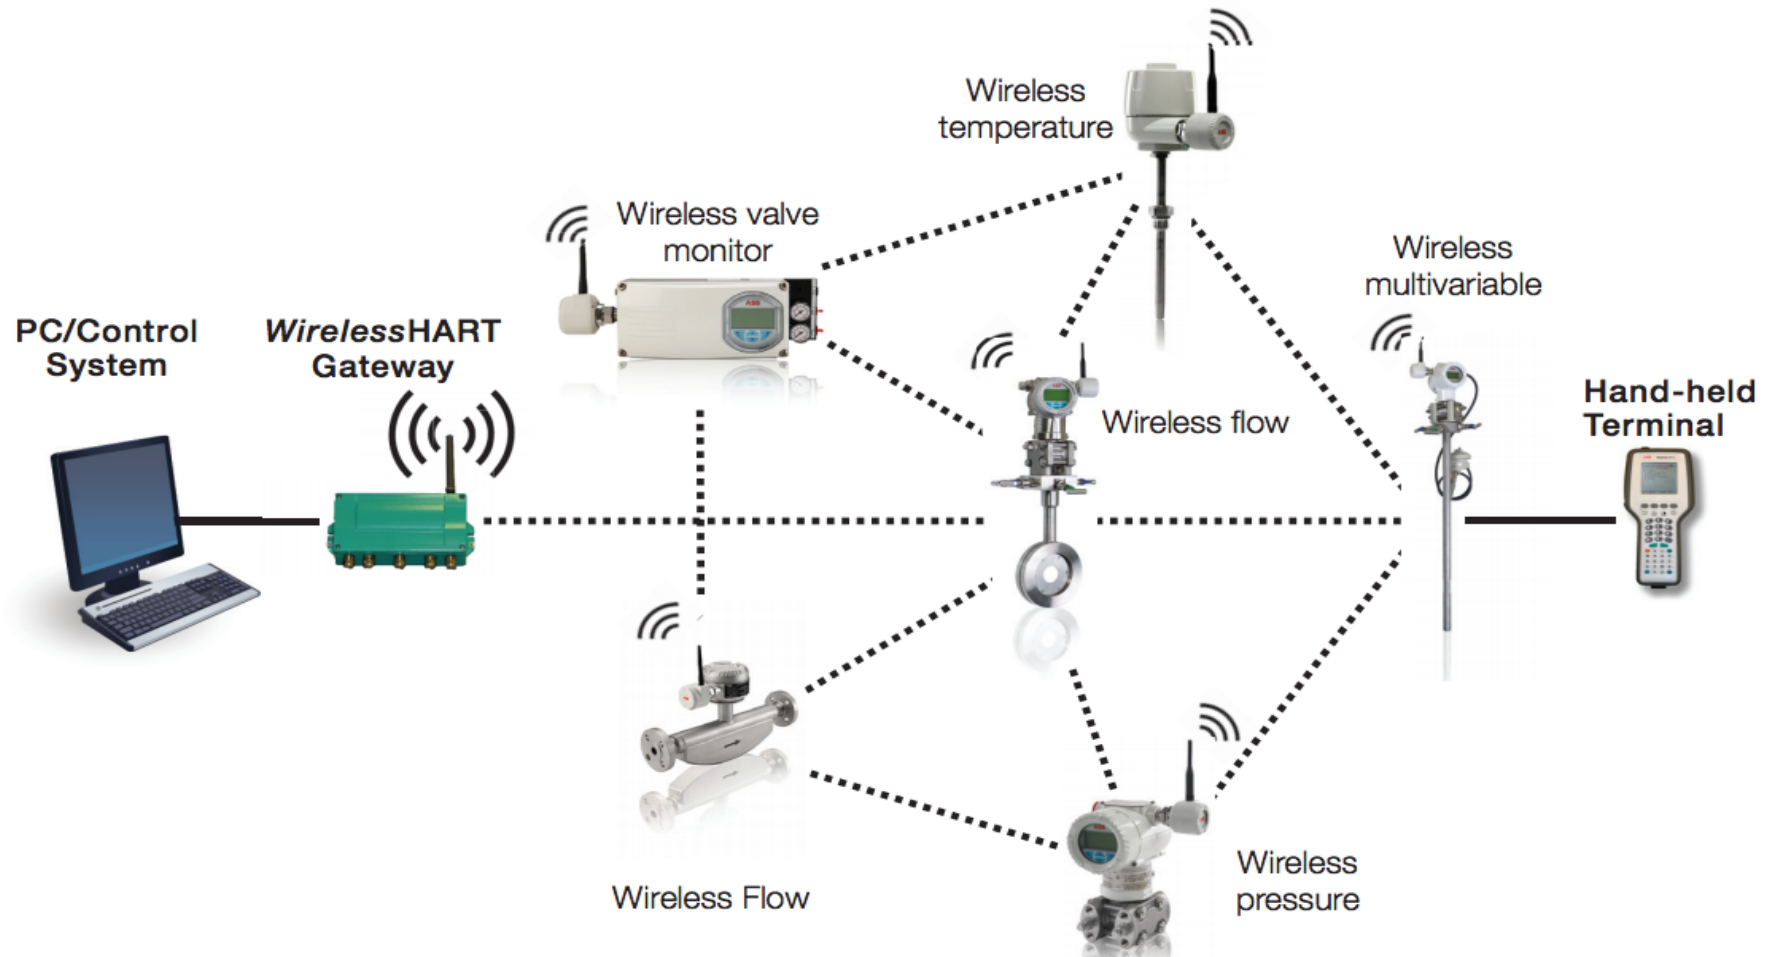 Wireless
temperature
Wireless valve
monitor
Wireless
multivariable
PC/Control
System
WirelessHART
Gateway
Hand-held
Terminal
Wireless flow
Wireless
pressure
Wireless Flow
ABB